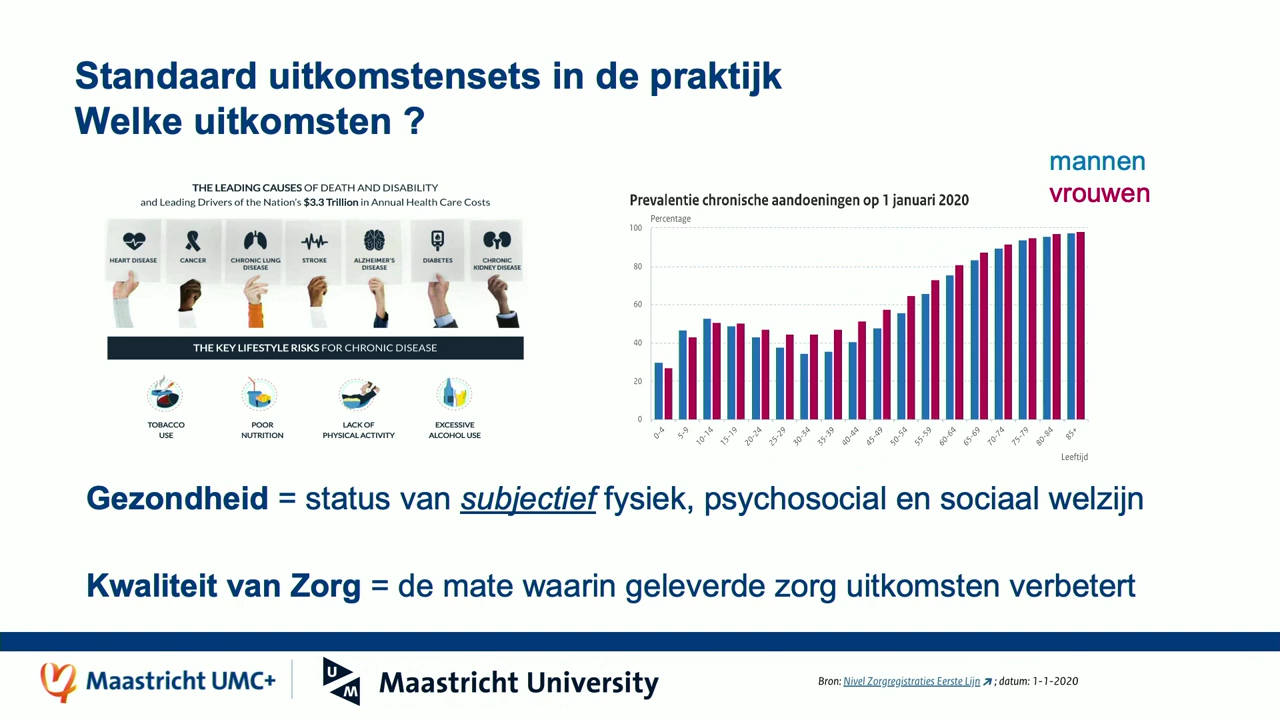 Standaard uitkomstensets in de praktijk
Welke uitkomsten ?
mannen
vrouwen
THE LEADING CAUSES OF DEATH AND DISABILITY
and Leading Drivers of the Nation's $3.3 Trillion in Annual Health Care Costs
HEART DISEASE
CANCER
CHRONIC LUNG
DISEASE
STROKE
ALZHEIMER'S
DISEASE
DIABETES
CHRONIC
KIDNEY DISEASE
THE KEY LIFESTYLE RISKS FOR CHRONIC DISEASE
TOBACCO
USE
POOR
NUTRITION
LACK OF
PHYSICAL ACTIVITY
EXCESSIVE
ALCOHOL USE
Prevalentie chronische aandoeningen op 1 januari 2020
Percentage
100
80
60
40
20
0
0-4 5-9 10-14 15-19 20-24 25-29 30-34 35-39 40-44 45-49 50-54 55-59 60-64 65-69 70-74 75-79 80-84 85+
Leeftijd
Gezondheid = status van subjectief fysiek, psychosocial en sociaal welzijn
Kwaliteit van Zorg = de mate waarin geleverde zorg uitkomsten verbetert
Maastricht UMC+
UM
Maastricht University
Bron: Nivel Zorgregistraties Eerste Lijn ; datum: 1-1-2020